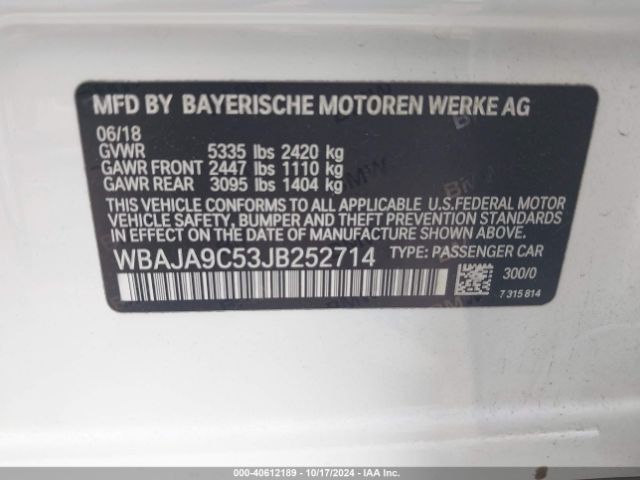 MFD BY BAYERISCHE MOTOREN WERKE AG
06/18
GVWR 5335 lbs 2420 kg
GAWR FRONT 2447 lbs 1110 kg
GAWR REAR 3095 lbs 1404 kg
THIS VEHICLE CONFORMS TO ALL APPLICABLE U.S.FEDERAL MOTOR
VEHICLE SAFETY, BUMPER AND THEFT PREVENTION STANDARDS
IN EFFECT ON THE DATE OF MANUFACTURE SHOWN ABOVE.
WBAJA9C53JB252714 TYPE: PASSENGER CAR
300/0
7 315 814
000-40612189 - 10/17/2024 - IAAI.com